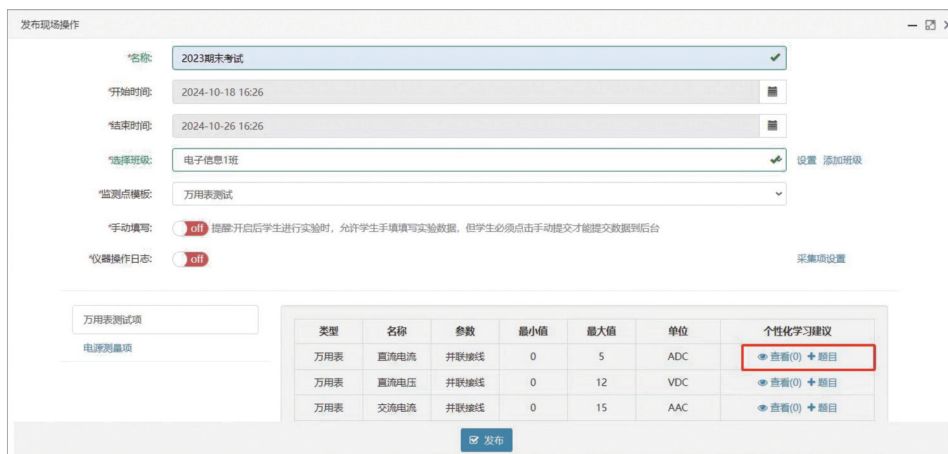 发布现场操作
*名称: 2023期末考试
*开始时间: 2024-10-18 16:26
*结束时间: 2024-10-26 16:26
*选择班级: 电子信息1班 设置 添加班级
*监测点模板: 万用表测试
*手动填写: off 提醒:开启后学生进行实验时，允许学生手填填写实验数据，但学生必须点击手动提交才能提交数据到后台
*仪器操作日志: off 采集项设置
万用表测试项
电源测量项
类型 名称 参数 最小值 最大值 单位 个性化学习建议
万用表 直流电流 并联接线 0 5 ADC 查看(0) 题目
万用表 直流电压 并联接线 0 12 VDC 查看(0) 题目
万用表 交流电流 并联接线 0 15 AAC 查看(0) 题目
发布